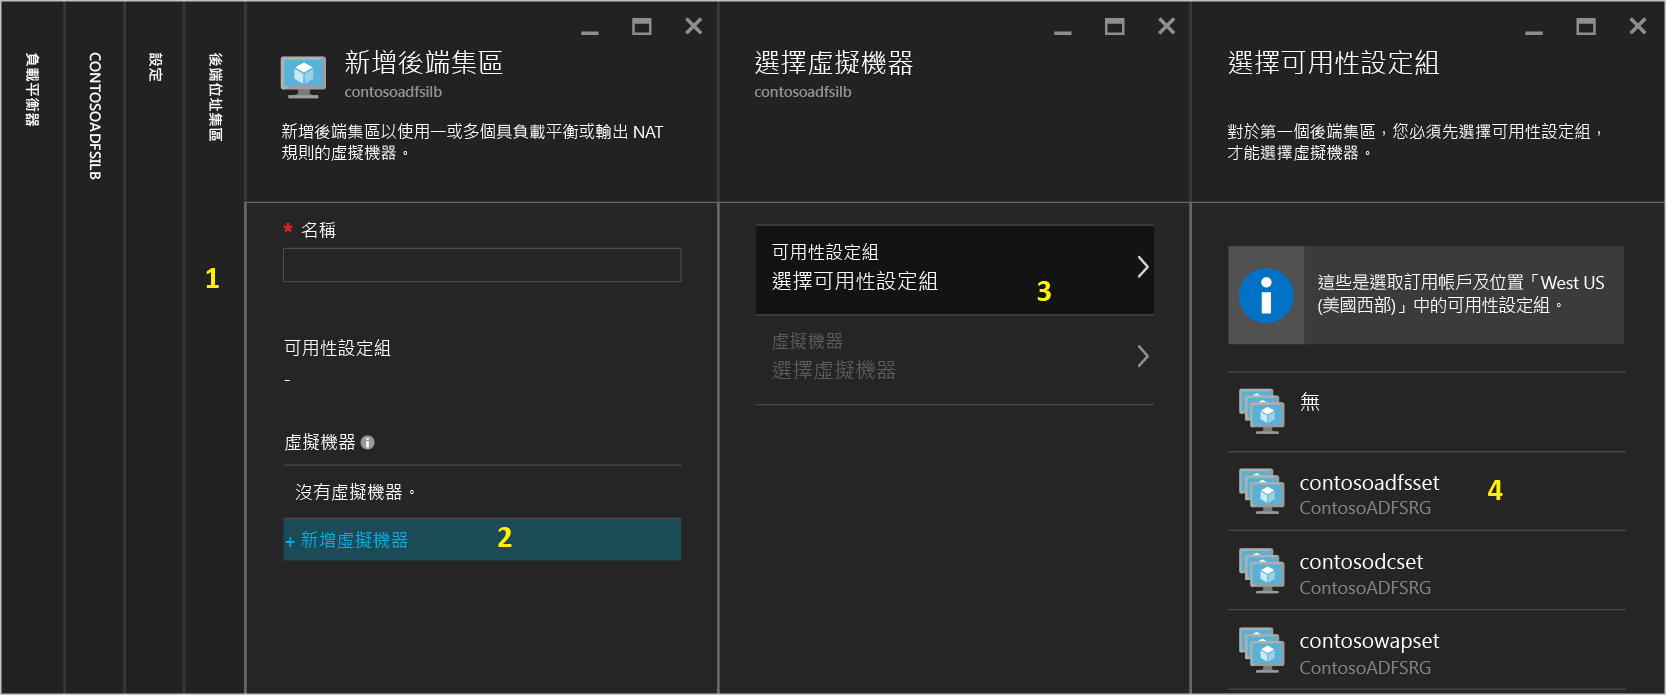 負載平衡器
CONTOSOADFSILB
設定
後端位址集區
1
新增後端集區
contosoadfsilb
新增後端集區以使用一或多個具負載平衡或輸出 NAT
規則的虛擬機器。
* 名稱
可用性設定組
-
虛擬機器
沒有虛擬機器。
+ 新增虛擬機器
2
選擇虛擬機器
contosoadfsilb
可用性設定組
選擇可用性設定組
3
虛擬機器
選擇虛擬機器
選擇可用性設定組
對於第一個後端集區，您必須先選擇可用性設定組，
才能選擇虛擬機器。
這些是選取訂用帳戶及位置「West US
(美國西部)」中的可用性設定組。
無
contosoadfsset
ContosoADFSRG
4
contosodcset
ContosoADFSRG
contosowapset
ContosoADFSRG